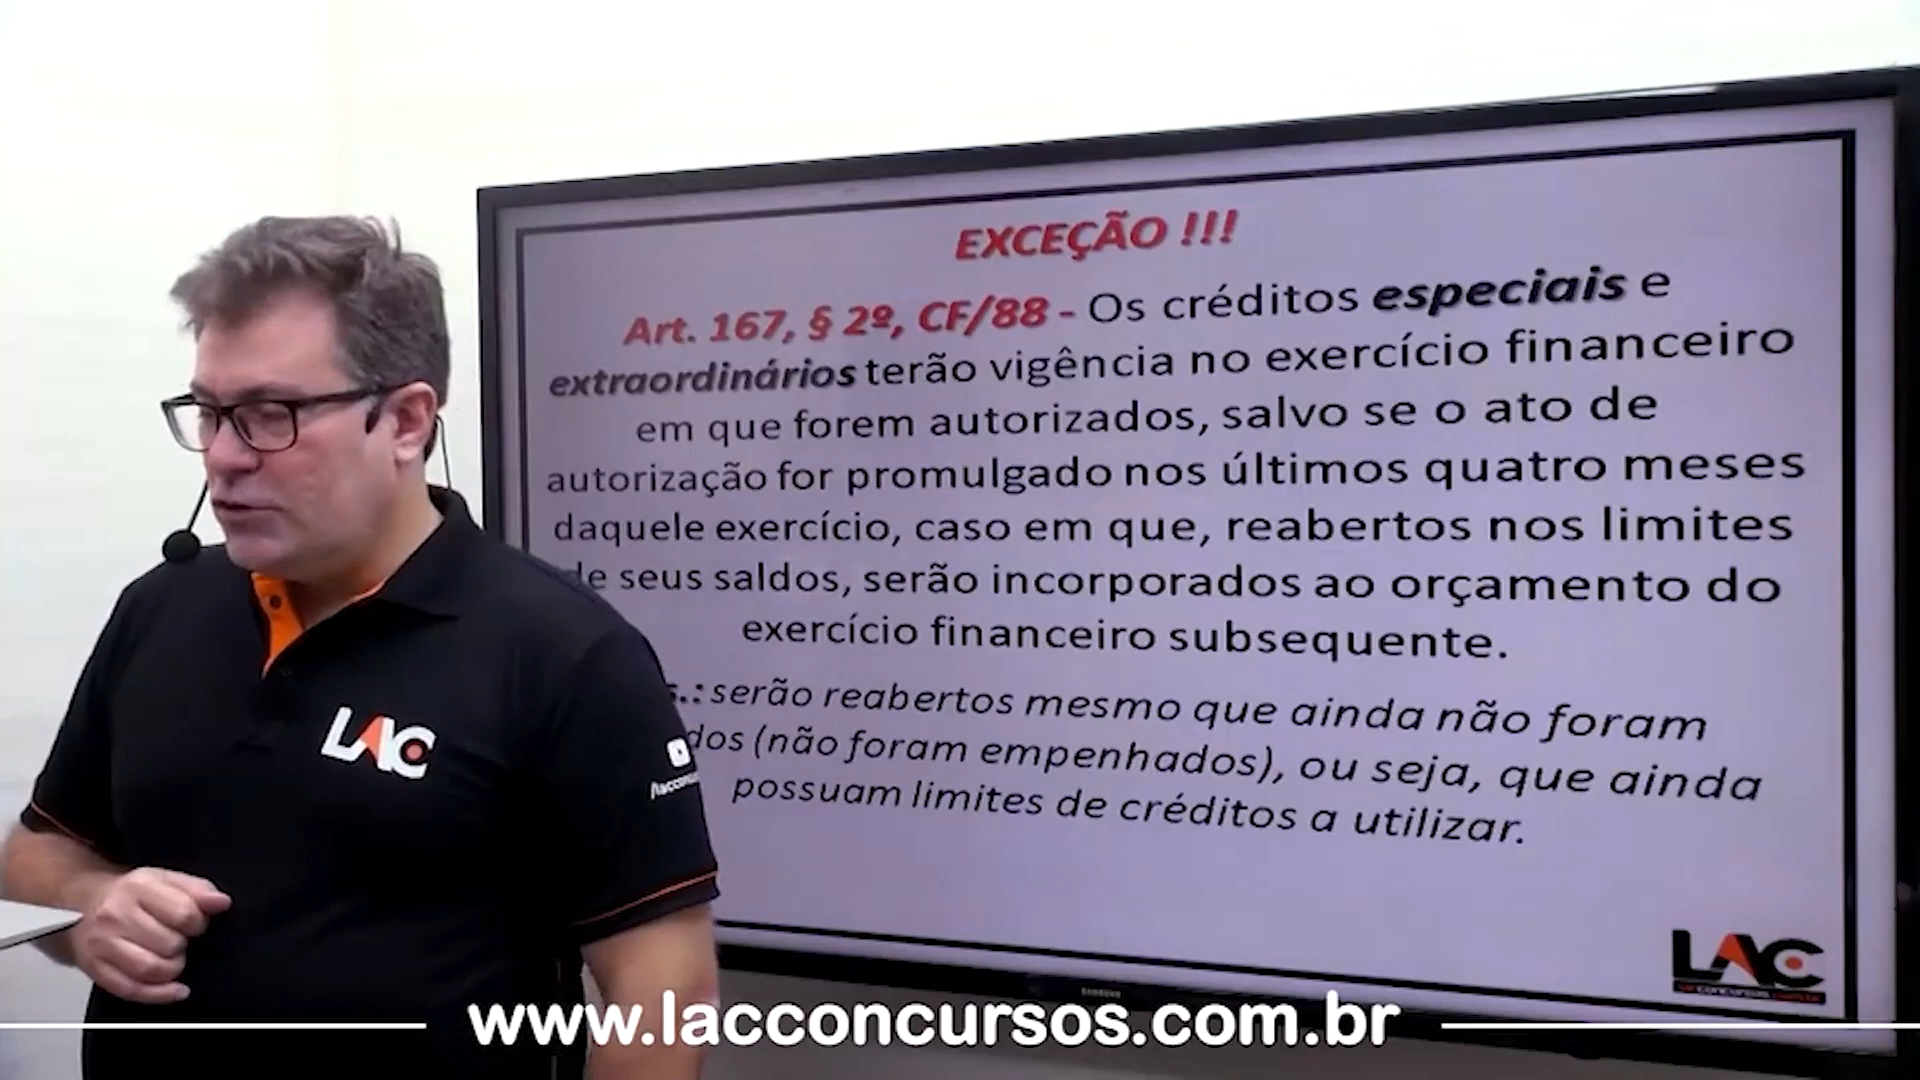 EXCEÇÃO !!!
Art. 167, § 2º, CF/88 - Os créditos especiais e
extraordinários terão vigência no exercício financeiro
em que forem autorizados, salvo se o ato de
autorização for promulgado nos últimos quatro meses
daquele exercício, caso em que, reabertos nos limites
de seus saldos, serão incorporados ao orçamento do
exercício financeiro subsequente.
s.: serão reabertos mesmo que ainda não foram
dos (não foram empenhados), ou seja, que ainda
possuam limites de créditos a utilizar.
LAC
LAC
SAMSUNG
www.lacconcursos.com.br